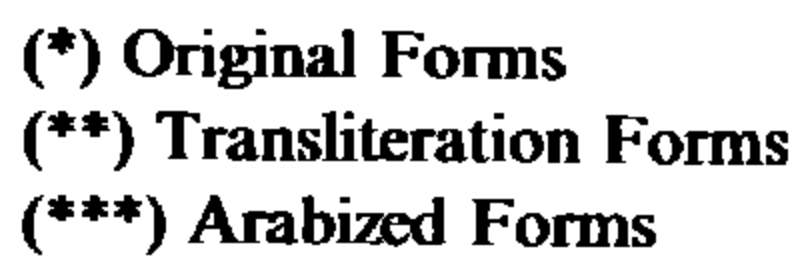 (*) Original Forms
(**) Transliteration Forms
(***) Arabized Forms